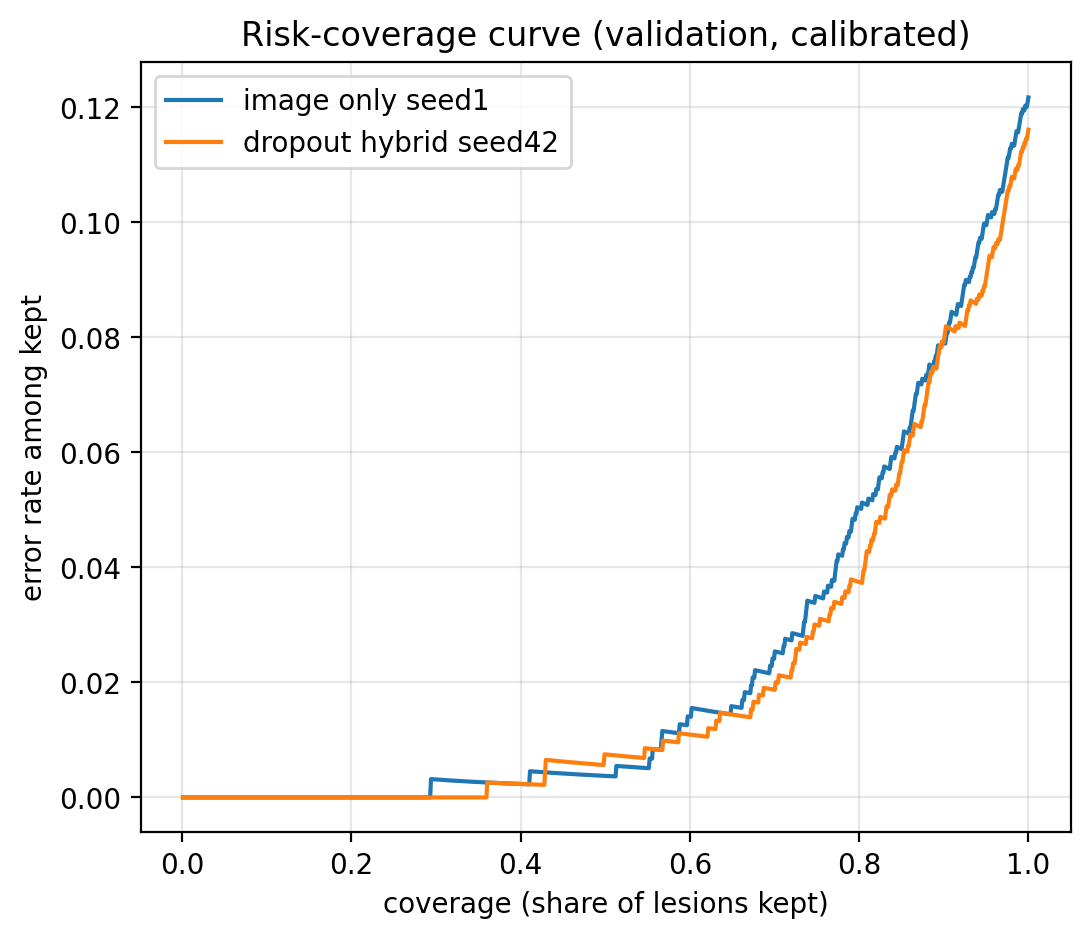 Risk-coverage curve (validation, calibrated)
image only seed1
dropout hybrid seed42
0.12
0.10
0.08
0.06
0.04
0.02
0.00
error rate among kept
0.0 0.2 0.4 0.6 0.8 1.0
coverage (share of lesions kept)